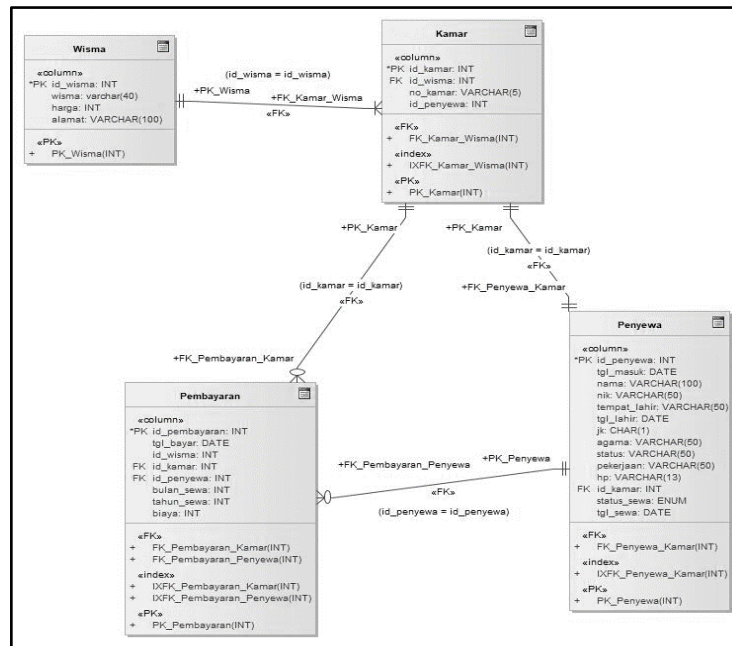 Wisma
«column»
*PK id_wisma: INT
wisma: varchar(40)
harga: INT
alamat: VARCHAR(100)
«PK»
+ PK_Wisma(INT)
(id_wisma = id_wisma)
+PK_Wisma
+FK_Kamar_Wisma
«FK»
Kamar
«column»
*PK id_kamar: INT
FK id_wisma: INT
no_kamar: VARCHAR(5)
id_penyewa: INT
«FK»
+ FK_Kamar_Wisma(INT)
«index»
+ IXFK_Kamar_Wisma(INT)
«PK»
+ PK_Kamar(INT)
+PK_Kamar
(id_kamar = id_kamar)
«FK»
+FK_Pembayaran_Kamar
+PK_Kamar
(id_kamar = id_kamar)
«FK»
+FK_Penyewa_Kamar
Pembayaran
«column»
*PK id_pembayaran: INT
tgl_bayar: DATE
id_wisma: INT
FK id_kamar: INT
FK id_penyewa: INT
bulan_sewa: INT
tahun_sewa: INT
biaya: INT
«FK»
+ FK_Pembayaran_Kamar(INT)
+ FK_Pembayaran_Penyewa(INT)
«index»
+ IXFK_Pembayaran_Kamar(INT)
+ IXFK_Pembayaran_Penyewa(INT)
«PK»
+ PK_Pembayaran(INT)
+PK_Penyewa
+FK_Pembayaran_Penyewa
«FK»
(id_penyewa = id_penyewa)
Penyewa
«column»
*PK id_penyewa: INT
tgl_masuk: DATE
nama: VARCHAR(100)
nik: VARCHAR(50)
tempat_lahir: VARCHAR(50)
tgl_lahir: DATE
jk: CHAR(1)
agama: VARCHAR(50)
status: VARCHAR(50)
pekerjaan: VARCHAR(50)
hp: VARCHAR(13)
FK id_kamar: INT
status_sewa: ENUM
tgl_sewa: DATE
«FK»
+ FK_Penyewa_Kamar(INT)
«index»
+ IXFK_Penyewa_Kamar(INT)
«PK»
+ PK_Penyewa(INT)